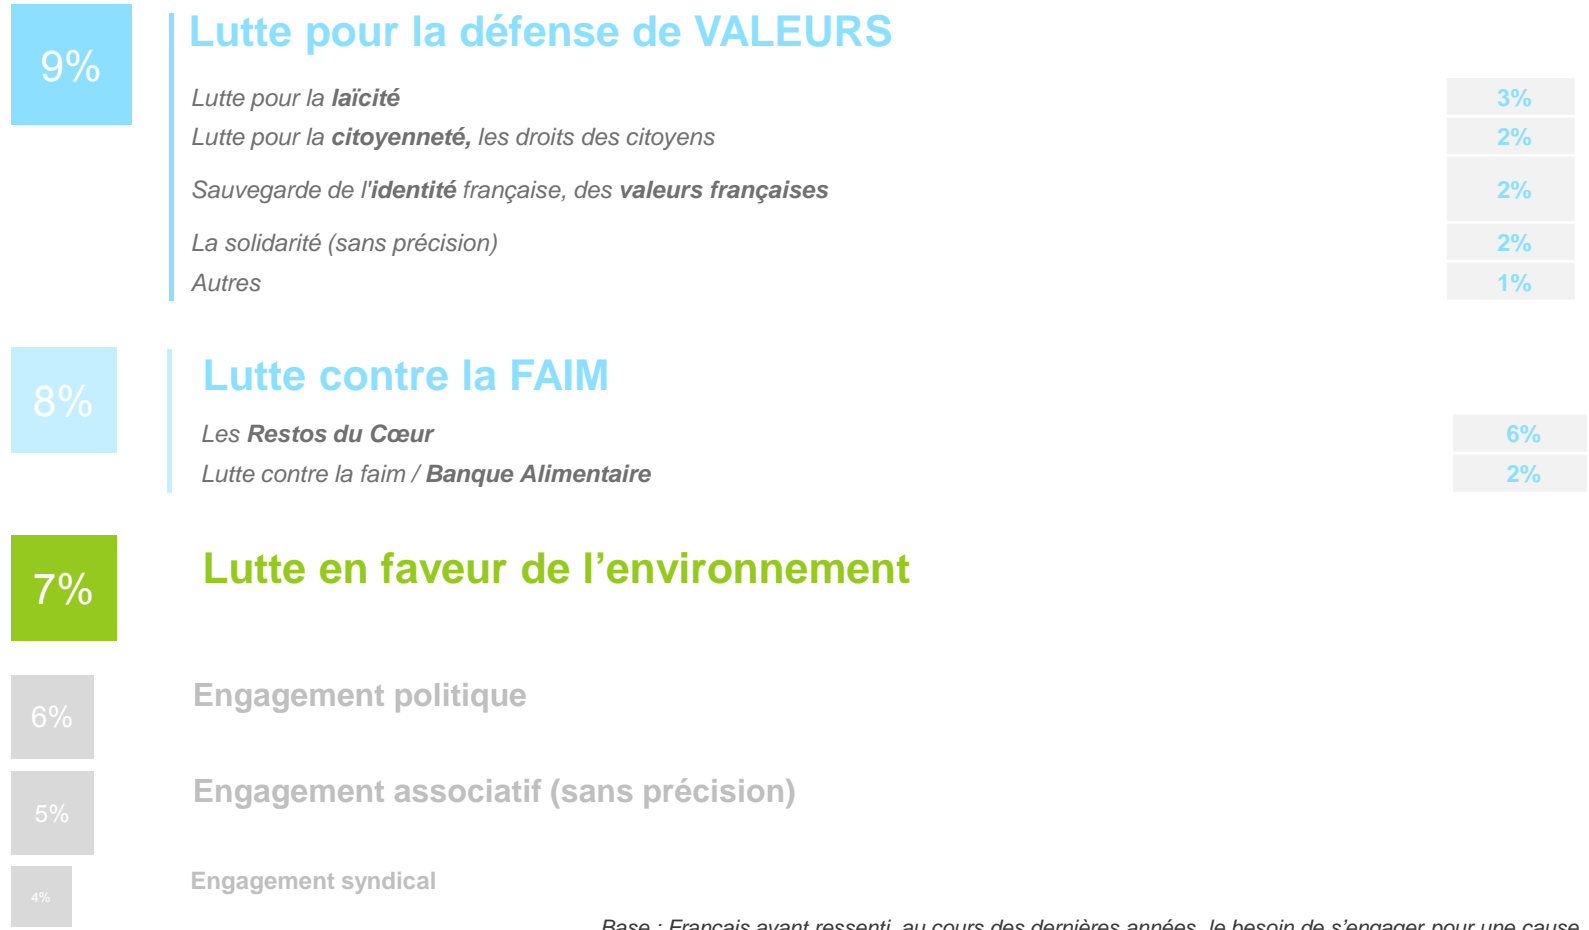 9%
Lutte pour la défense de VALEURS
Lutte pour la laïcité 3%
Lutte pour la citoyenneté, les droits des citoyens 2%
Sauvegarde de l'identité française, des valeurs françaises 2%
La solidarité (sans précision) 2%
Autres 1%
8%
Lutte contre la FAIM
Les Restos du Cœur 6%
Lutte contre la faim / Banque Alimentaire 2%
7%
Lutte en faveur de l’environnement
6%
Engagement politique
5%
Engagement associatif (sans précision)
4%
Engagement syndical
Base : Français ayant ressenti, au cours des dernières années, le besoin de s’engager pour une cause